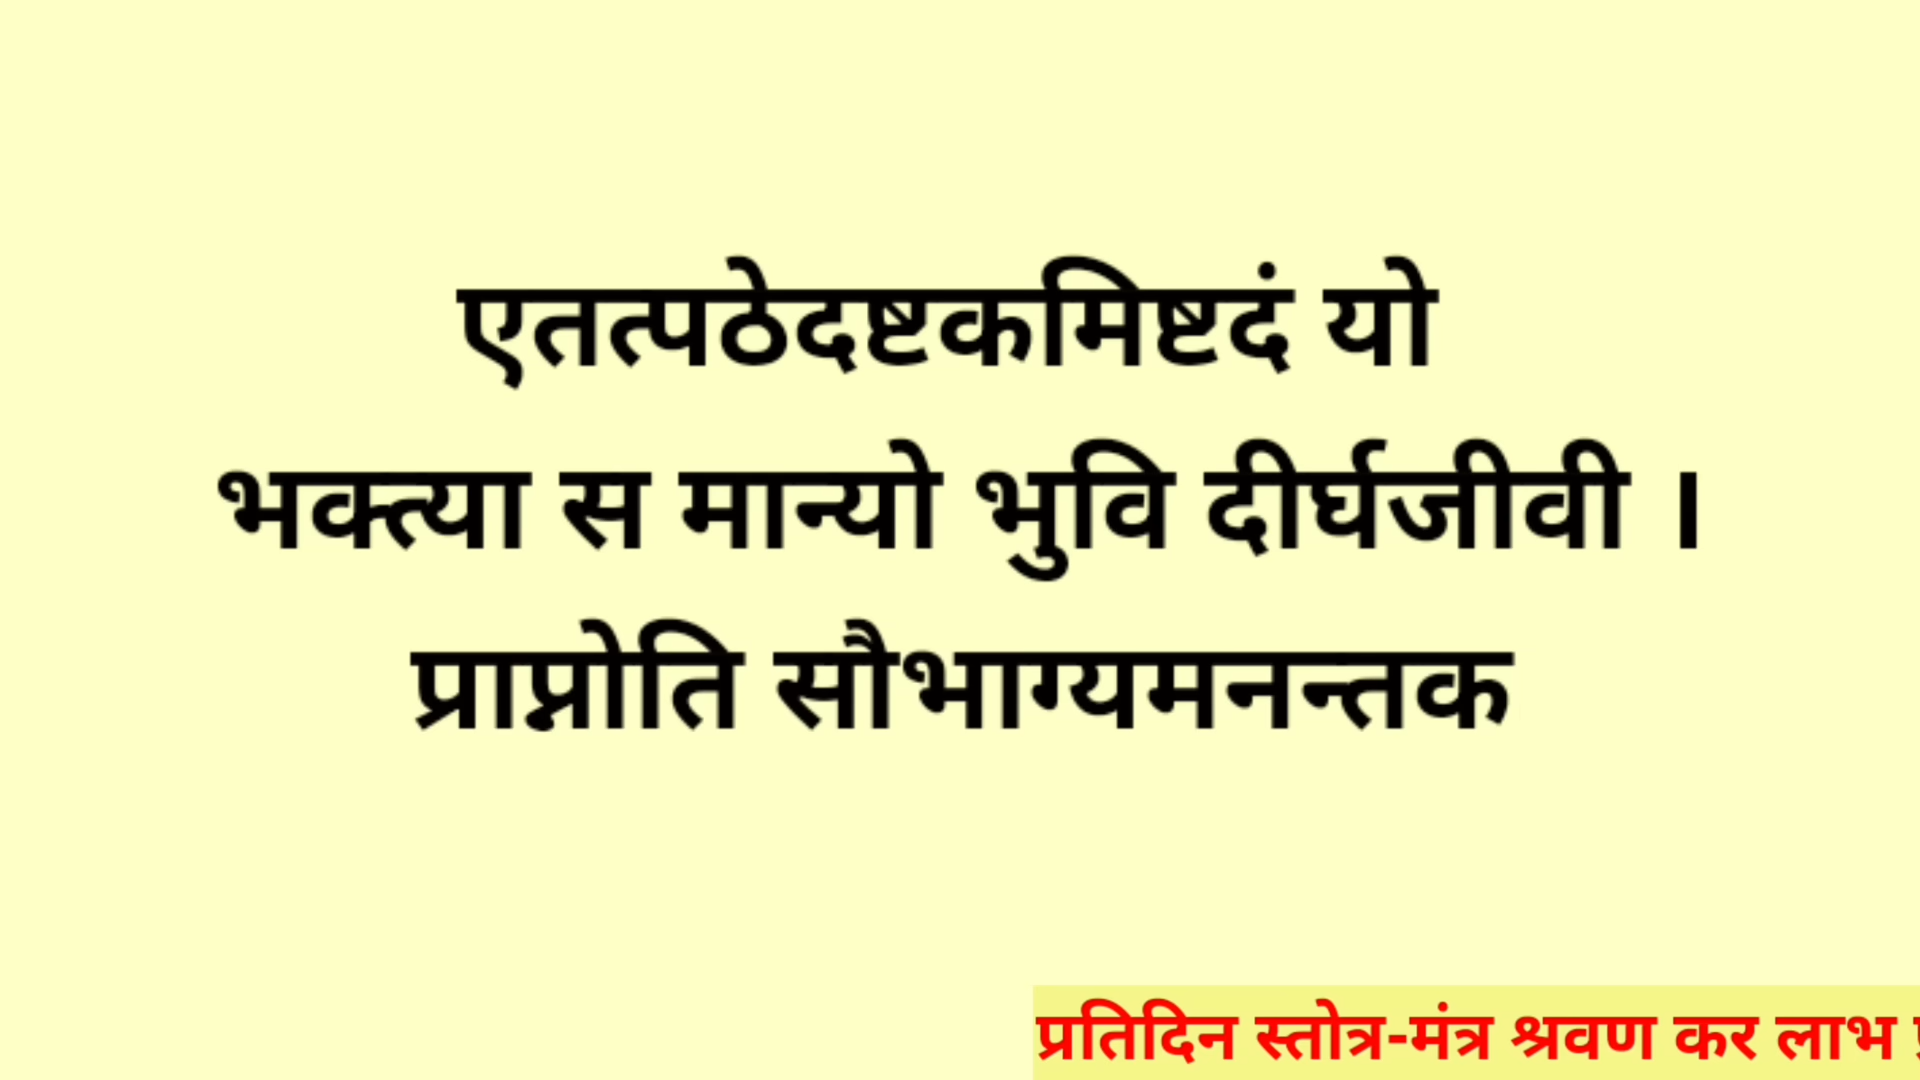 एतत्पठेदष्टकमिष्टदं यो
भक्त्या स मान्यो भुवि दीर्घजीवी ।
प्राप्नोति सौभाग्यमनन्तक
प्रतिदिन स्तोत्र-मंत्र श्रवण कर लाभ